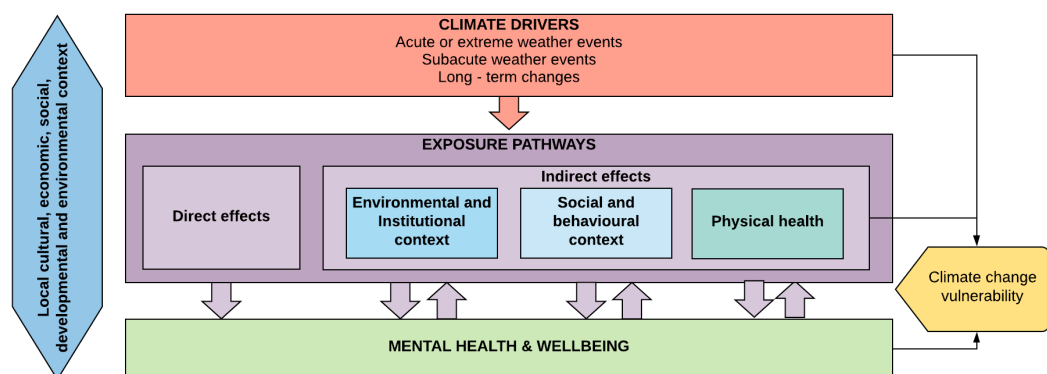 Local cultural, economic, social,
developmental and environmental context
CLIMATE DRIVERS
Acute or extreme weather events
Subacute weather events
Long - term changes
EXPOSURE PATHWAYS
Direct effects
Indirect effects
Environmental and
Institutional
context
Social and
behavioural
context
Physical health
Climate change
vulnerability
MENTAL HEALTH & WELLBEING